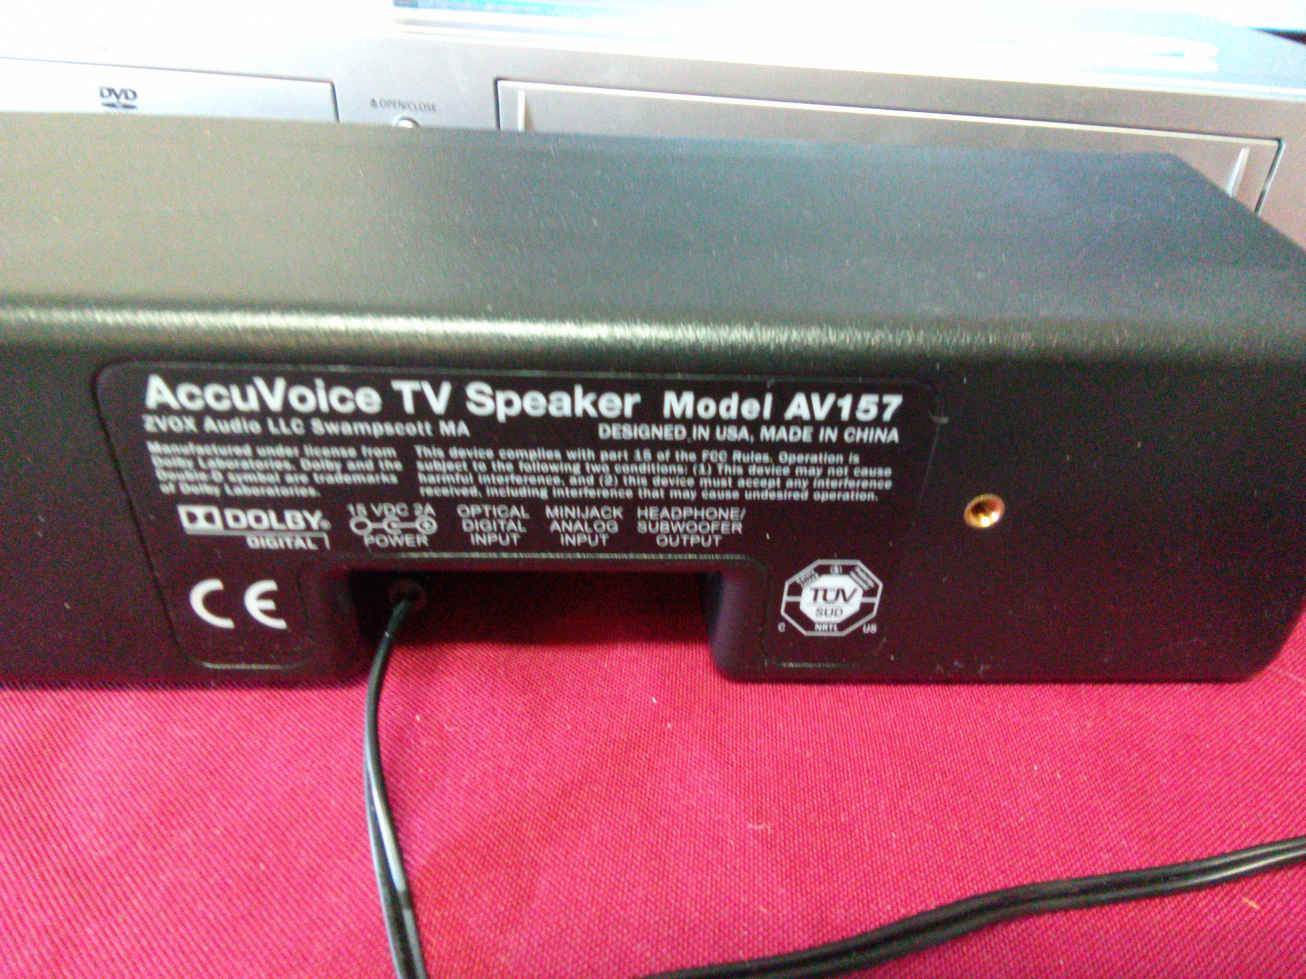 DVD
OPEN/CLOSE
AccuVoice TV Speaker Model AV157
ZVOX Audio LLC Swampscott MA
DESIGNED IN USA, MADE IN CHINA
Manufactured under license from
Dolby Laboratories. Dolby and the
Double-D symbol are trademarks
of Dolby Laboratories.
This device complies with part 15 of the FCC Rules. Operation is
subject to the following two conditions: (1) This device may not cause
harmful interference, and (2) this device must accept any interference
received, including interference that may cause undesired operation.
DOLBY®
DIGITAL
15 VDC 2A
POWER
OPTICAL
DIGITAL
INPUT
MINIJACK
ANALOG
INPUT
HEADPHONE/
SUBWOOFER
OUTPUT
CE
TÜV
SÜD
C NRTL US